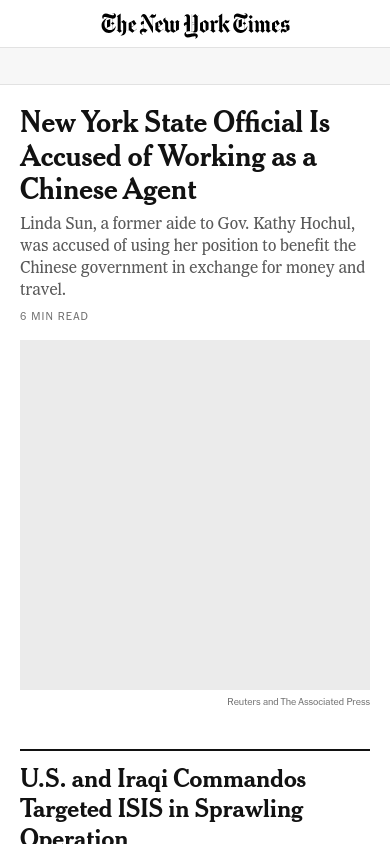 The New York Times
New York State Official Is
Accused of Working as a
Chinese Agent
Linda Sun, a former aide to Gov. Kathy Hochul,
was accused of using her position to benefit the
Chinese government in exchange for money and
travel.
6 MIN READ
Reuters and The Associated Press
U.S. and Iraqi Commandos
Targeted ISIS in Sprawling
Operation